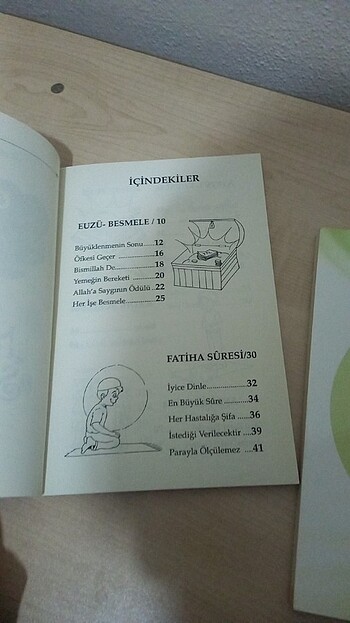 İÇİNDEKİLER
EUZÜ- BESMELE / 10
Büyüklenmenin Sonu ......12
Öfkesi Geçer .............16
Bismillah De..............18
Yemeğin Bereketi .........20
Allah'a Saygının Ödülü ..22
Her İşe Besmele...........25
FATİHA SÛRESİ/30
İyice Dinle......................32
En Büyük Sûre .............34
Her Hastalığa Şifa .......36
İstediği Verilecektir ....39
Parayla Ölçülemez ....41